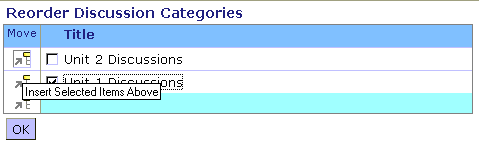 Reorder Discussion Categories
Move Title
Unit 2 Discussions
Unit 1 Discussions
Insert Selected Items Above
OK